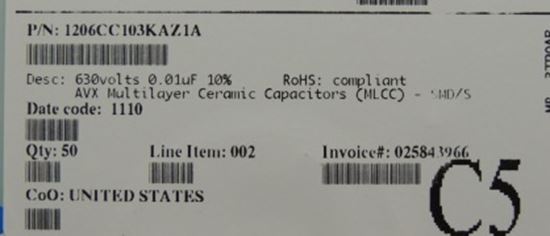 P/N: 1206CC103KAZ1A
Desc: 630volts 0.01uF 10% RoHS: compliant
AVX Multilayer Ceramic Capacitors (MLCC) - SMD/S
Date code: 1110
Qty: 50 Line Item: 002 Invoice#: 025843966
CoO: UNITED STATES
C5